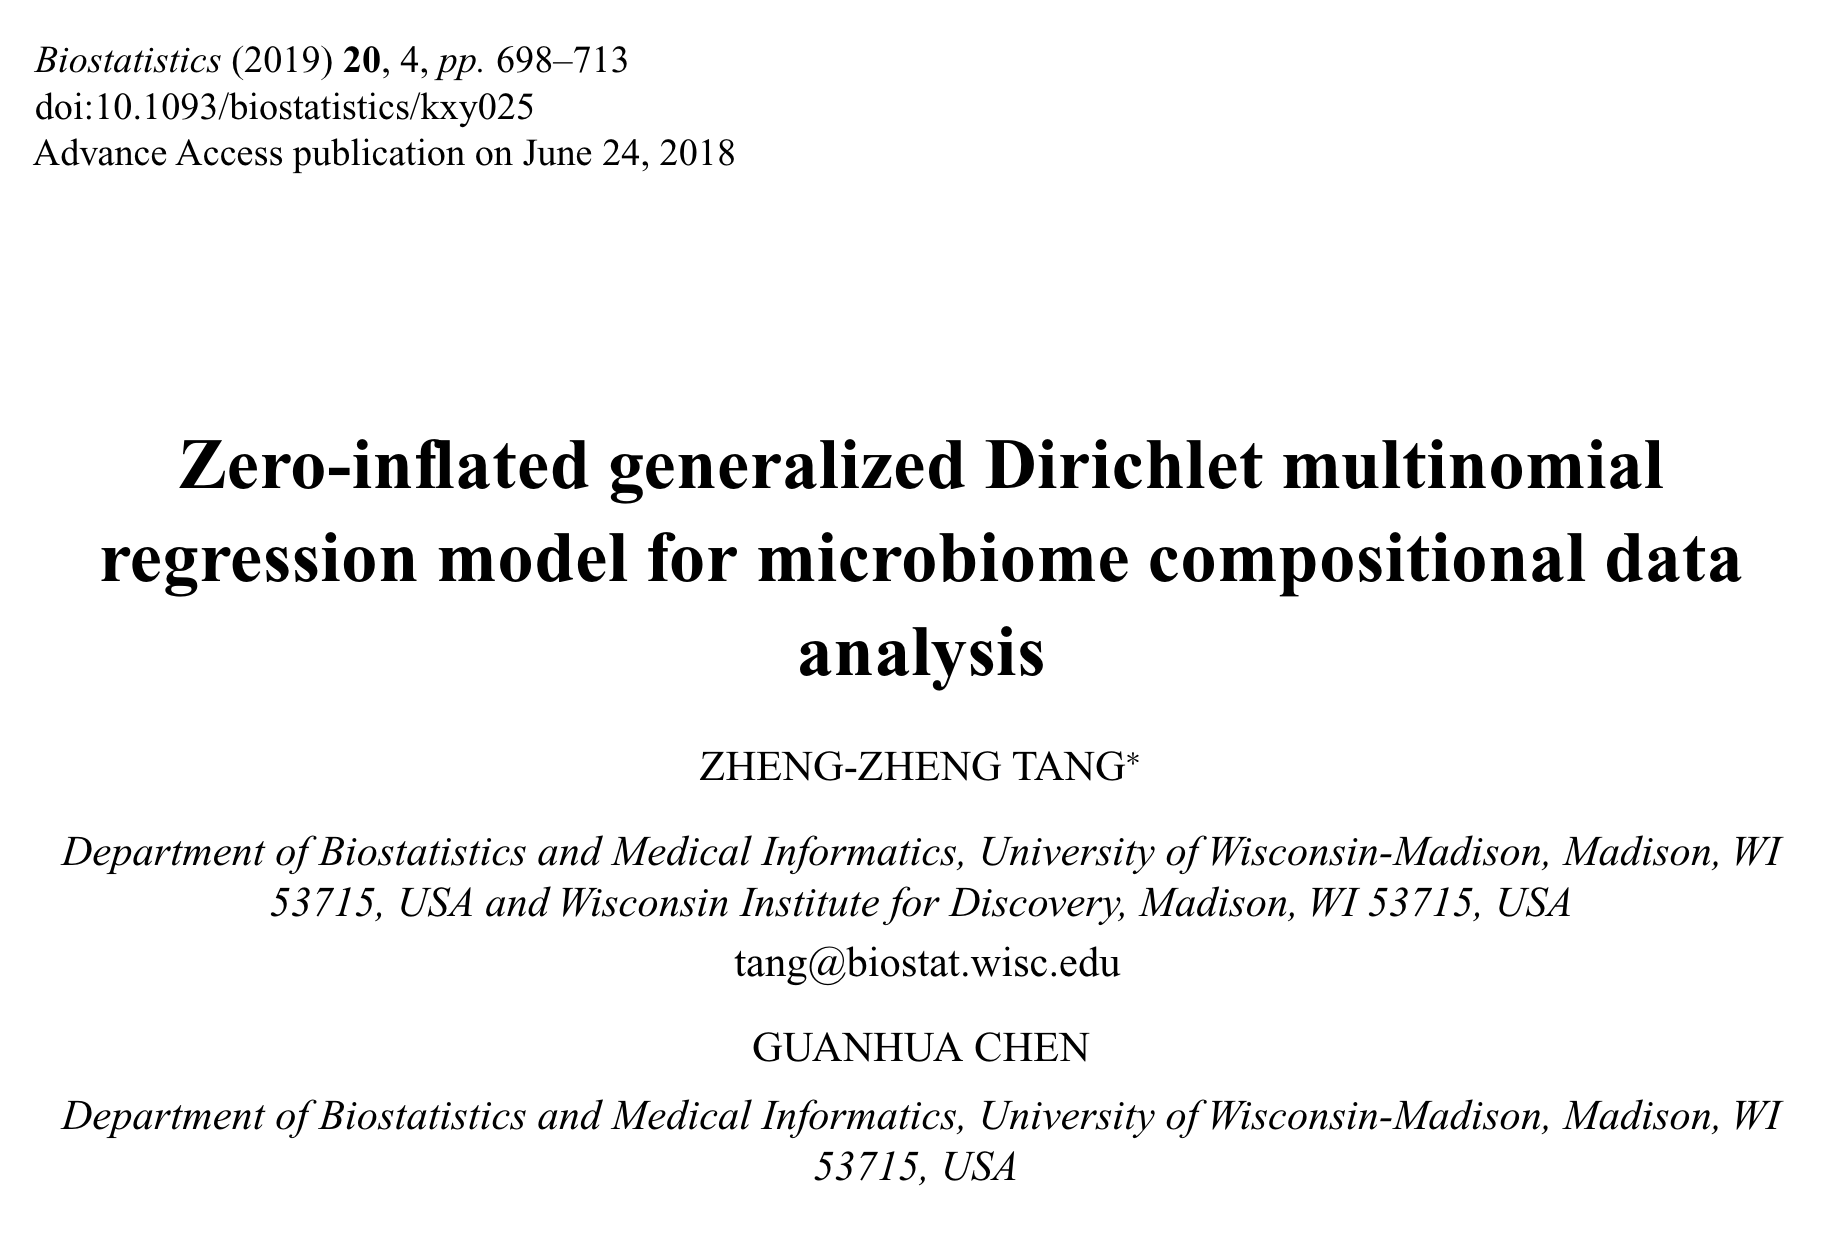 Biostatistics (2019) 20, 4, pp. 698–713
doi:10.1093/biostatistics/kxy025
Advance Access publication on June 24, 2018
Zero-inflated generalized Dirichlet multinomial
regression model for microbiome compositional data
analysis
ZHENG-ZHENG TANG*
Department of Biostatistics and Medical Informatics, University of Wisconsin-Madison, Madison, WI
53715, USA and Wisconsin Institute for Discovery, Madison, WI 53715, USA
tang@biostat.wisc.edu
GUANHUA CHEN
Department of Biostatistics and Medical Informatics, University of Wisconsin-Madison, Madison, WI
53715, USA